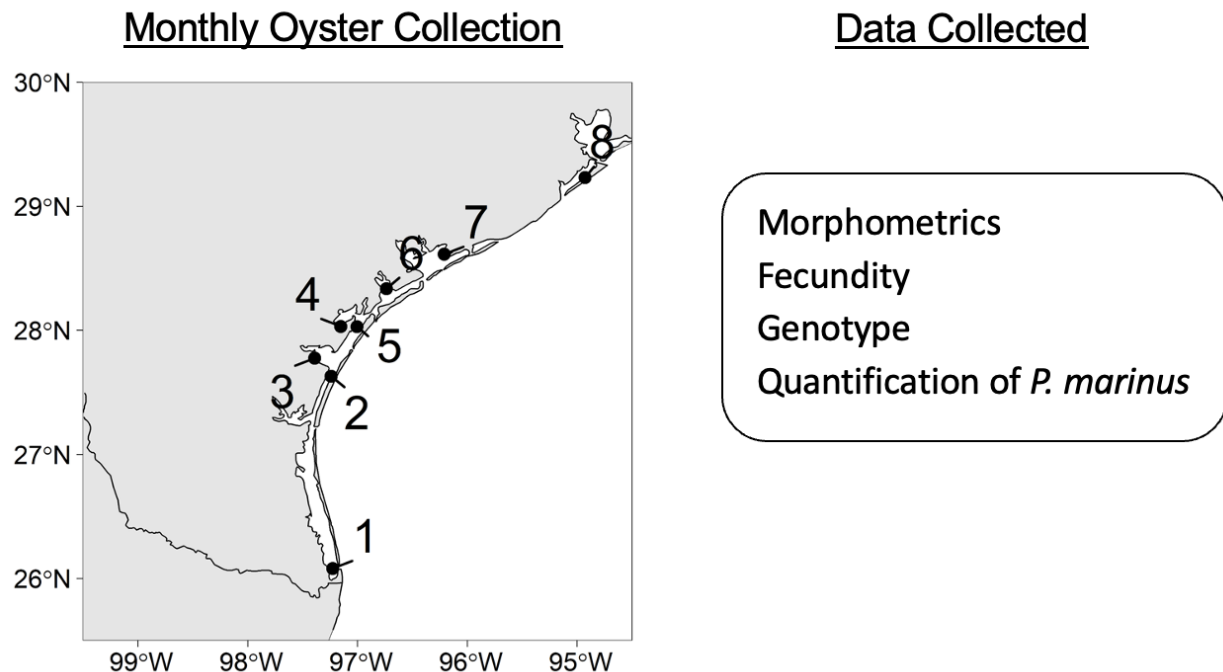 Monthly Oyster Collection
Data Collected
30°N
29°N
28°N
27°N
26°N
99°W
98°W
97°W
96°W
95°W
8
7
6
4
5
3
2
1
Morphometrics
Fecundity
Genotype
Quantification of P. marinus